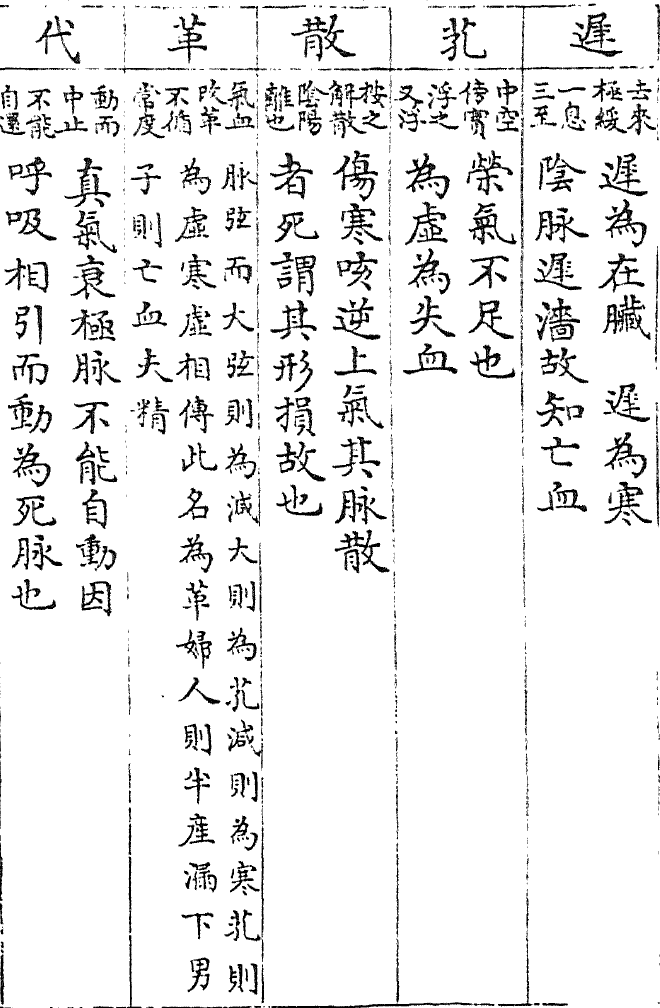 遲
去來
極緩
一息
三至
遲為在臟　遲為寒
陰脉遲濇故知亡血
芤
中空
傍實
浮之
又浮
榮氣不足也
為虛為失血
散
按之
解散
陰陽
離也
傷寒咳逆上氣其脉散
者死謂其形損故也
革
氣血
改革
不循
常度
脉弦而大弦則為減大則為芤減則為寒芤則
為虛寒虛相傳此名為革婦人則半產漏下男
子則亡血失精
代
動而
中止
不能
自還
真氣衰極脉不能自動因
呼吸相引而動為死脉也